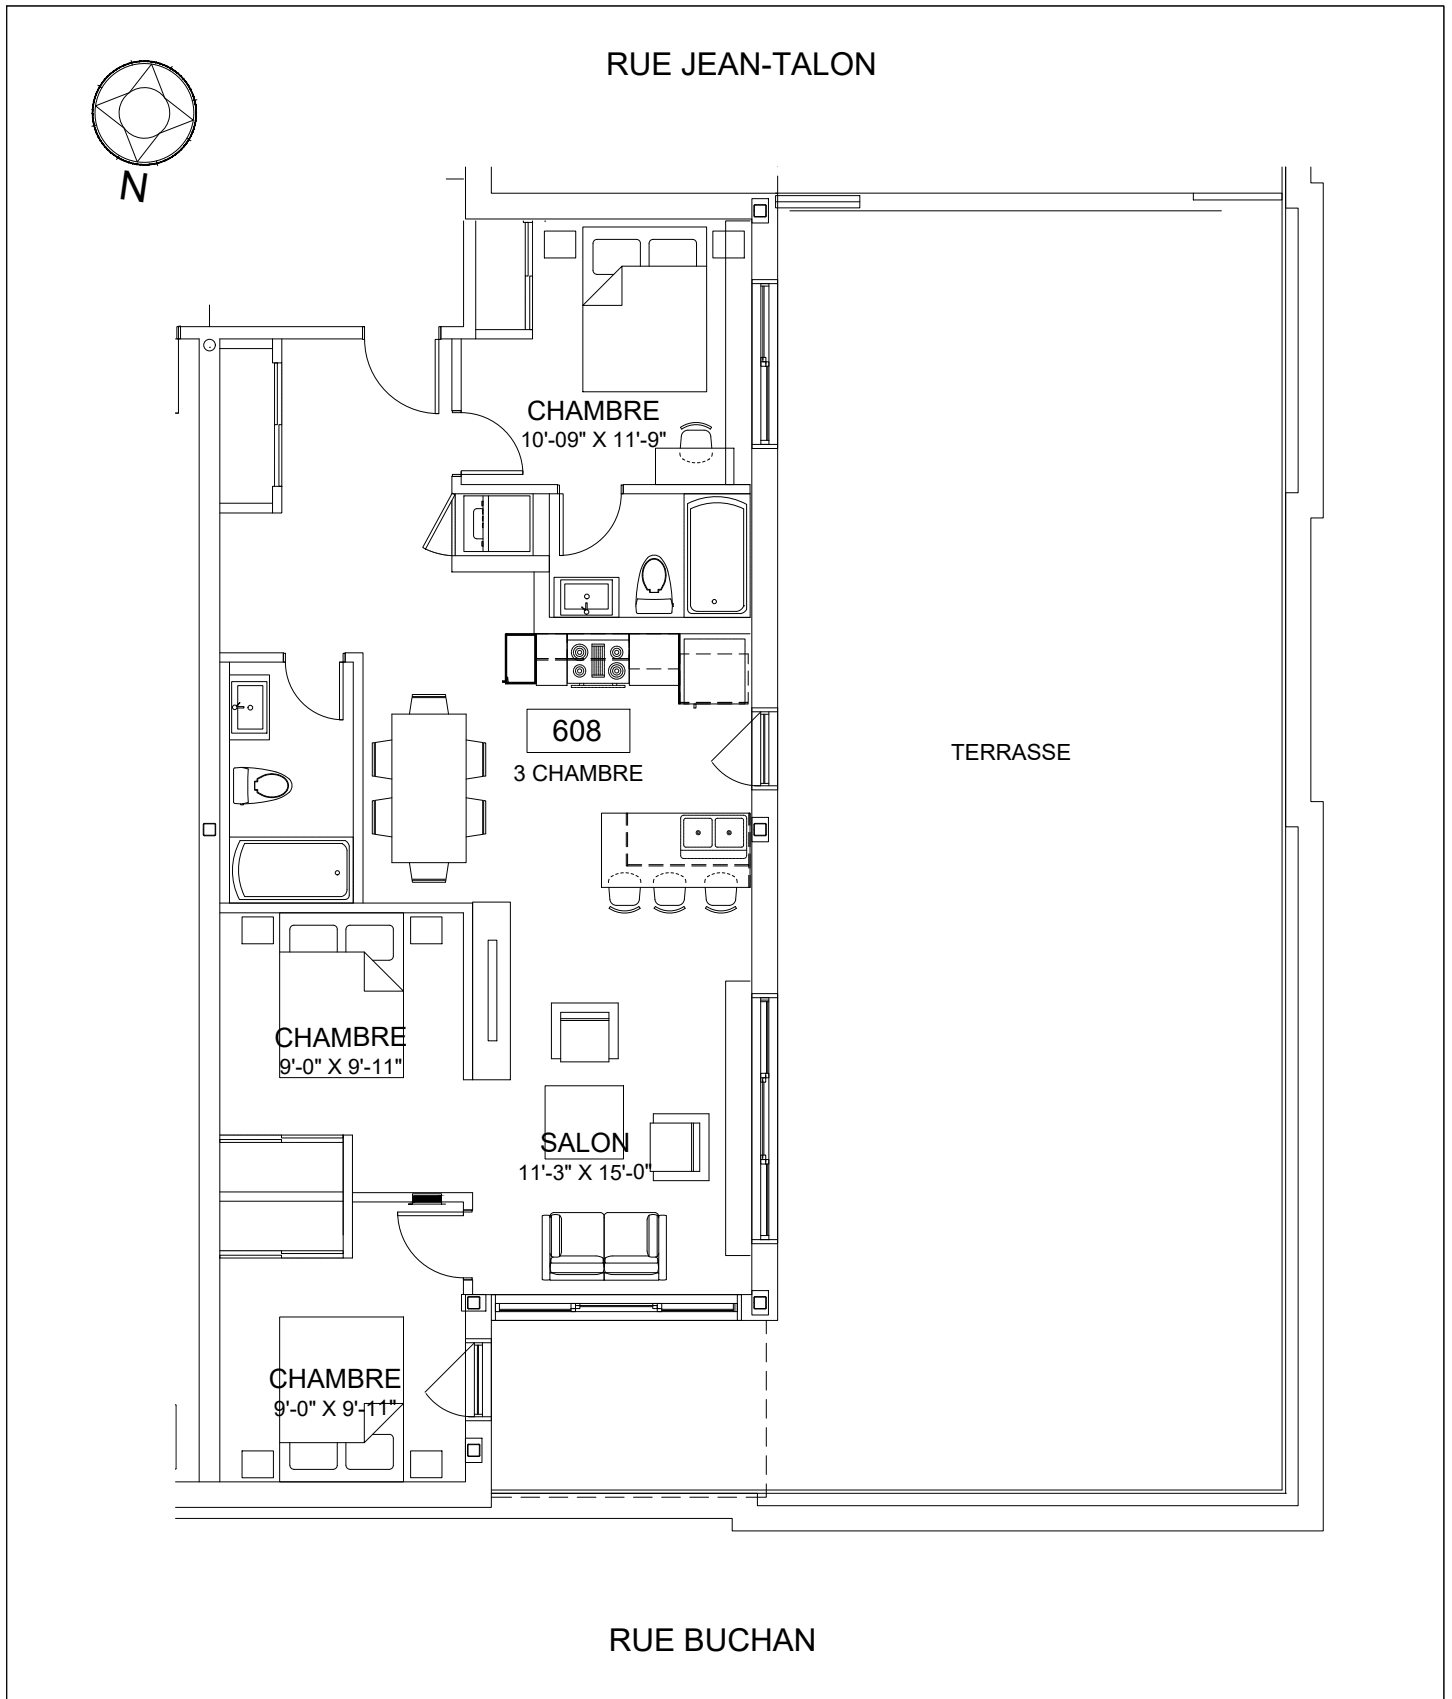 RUE JEAN-TALON
N
CHAMBRE
10'-09" X 11'-9"
608
3 CHAMBRE
TERRASSE
CHAMBRE
9'-0" X 9'-11"
SALON
11'-3" X 15'-0"
CHAMBRE
9'-0" X 9'-11"
RUE BUCHAN